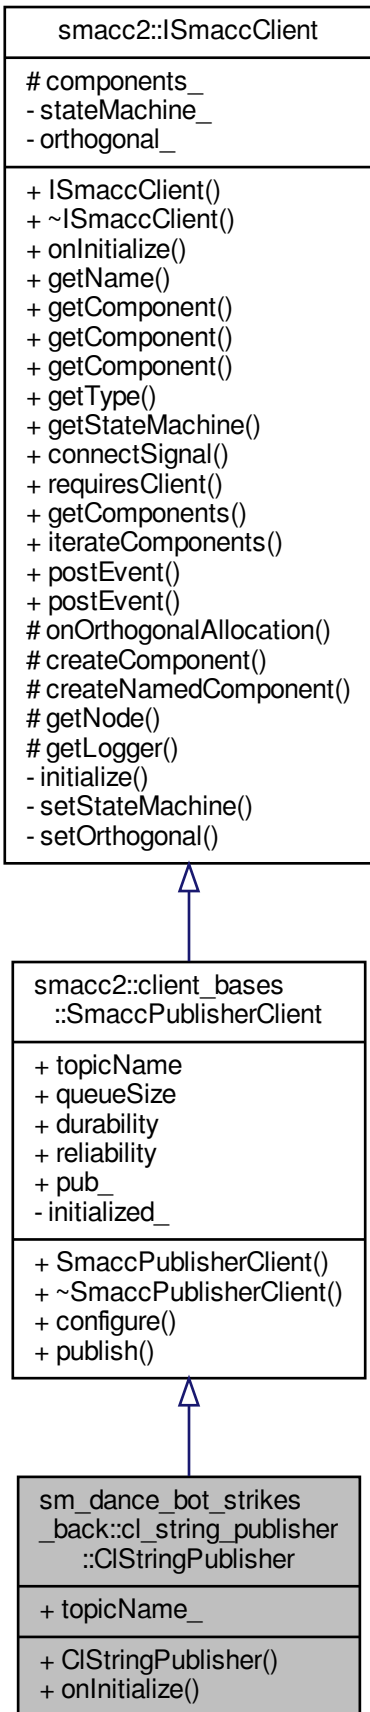 smacc2::ISmaccClient
# components_
- stateMachine_
- orthogonal_
+ ISmaccClient()
+ ~ISmaccClient()
+ onInitialize()
+ getName()
+ getComponent()
+ getComponent()
+ getComponent()
+ getType()
+ getStateMachine()
+ connectSignal()
+ requiresClient()
+ getComponents()
+ iterateComponents()
+ postEvent()
+ postEvent()
# onOrthogonalAllocation()
# createComponent()
# createNamedComponent()
# getNode()
# getLogger()
- initialize()
- setStateMachine()
- setOrthogonal()
smacc2::client_bases
::SmaccPublisherClient
+ topicName
+ queueSize
+ durability
+ reliability
+ pub_
- initialized_
+ SmaccPublisherClient()
+ ~SmaccPublisherClient()
+ configure()
+ publish()
sm_dance_bot_strikes
_back::cl_string_publisher
::ClStringPublisher
+ topicName_
+ ClStringPublisher()
+ onInitialize()